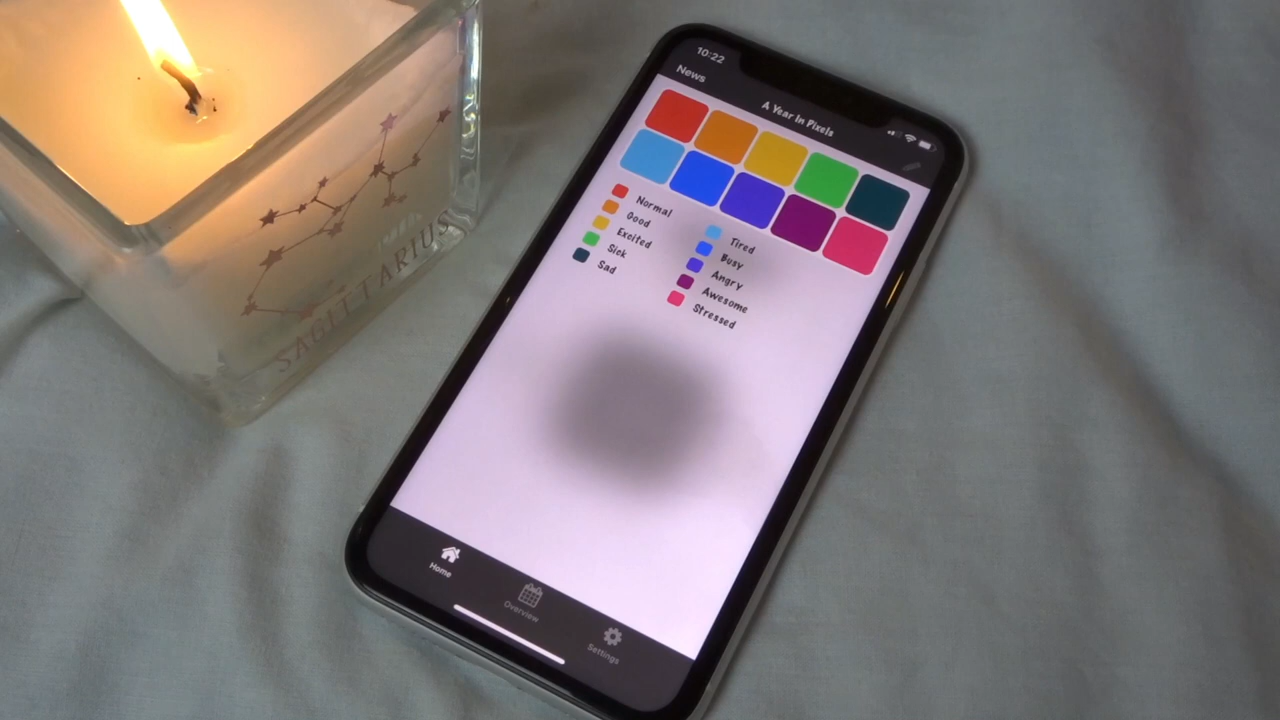 10:22
News
A Year In Pixels
Normal
Good
Excited
Sick
Sad
Tired
Busy
Angry
Awesome
Stressed
Home
Overview
Settings
SAGITTARIUS